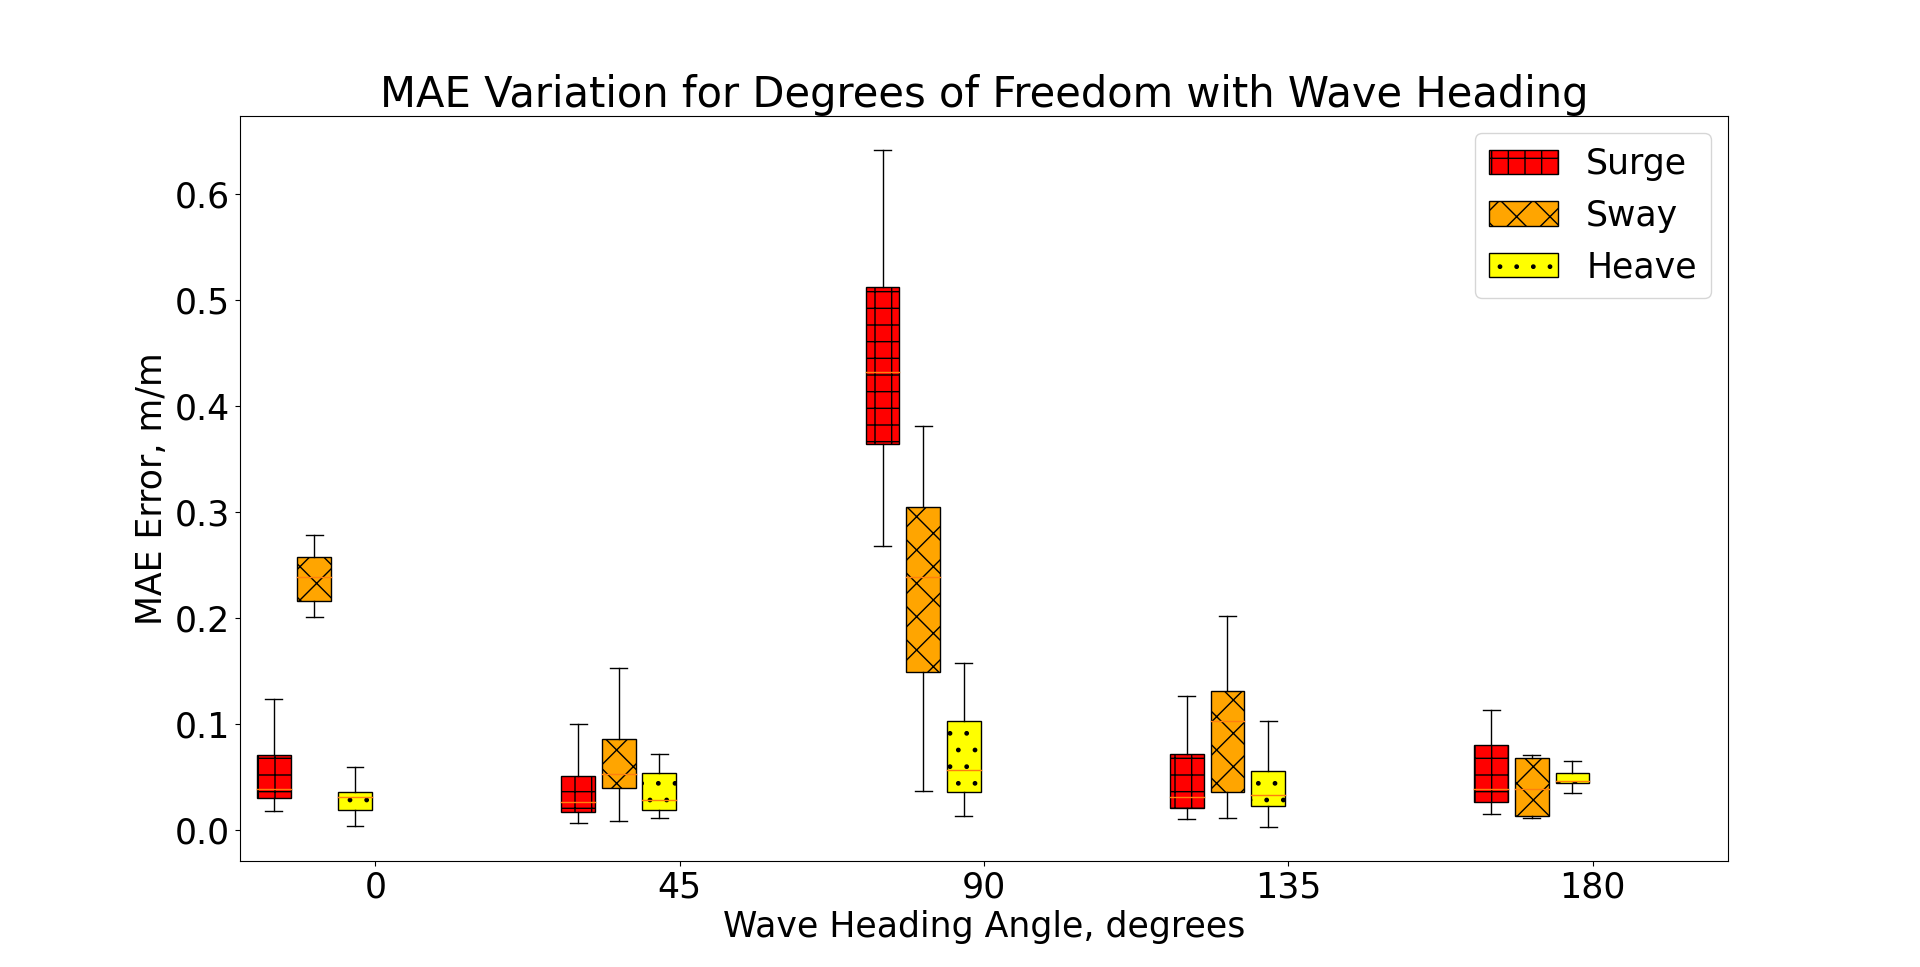 MAE Variation for Degrees of Freedom with Wave Heading
Surge
Sway
Heave
MAE Error, m/m
0.6
0.5
0.4
0.3
0.2
0.1
0.0
0 45 90 135 180
Wave Heading Angle, degrees